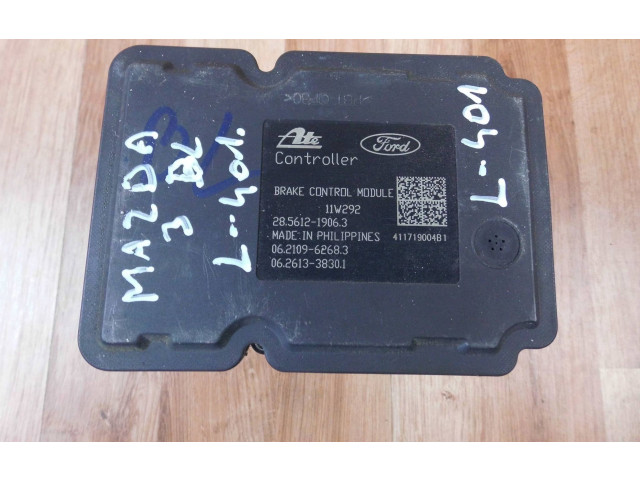 MAZDA
3 BL
L-401.
Ate
Ford
Controller
BRAKE CONTROL MODULE
11W292
28.5612-1906.3
MADE IN PHILIPPINES
411719004B1
06.2109-6268.3
06.2613-3830.1
L-401